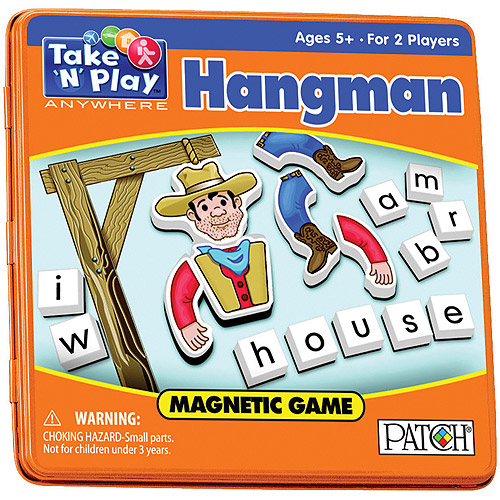 Take
'N' Play™
ANYWHERE
Ages 5+ · For 2 Players
Hangman
a
m
r
b
i
w
house
MAGNETIC GAME
WARNING:
CHOKING HAZARD-Small parts.
Not for children under 3 years.
PATCH®